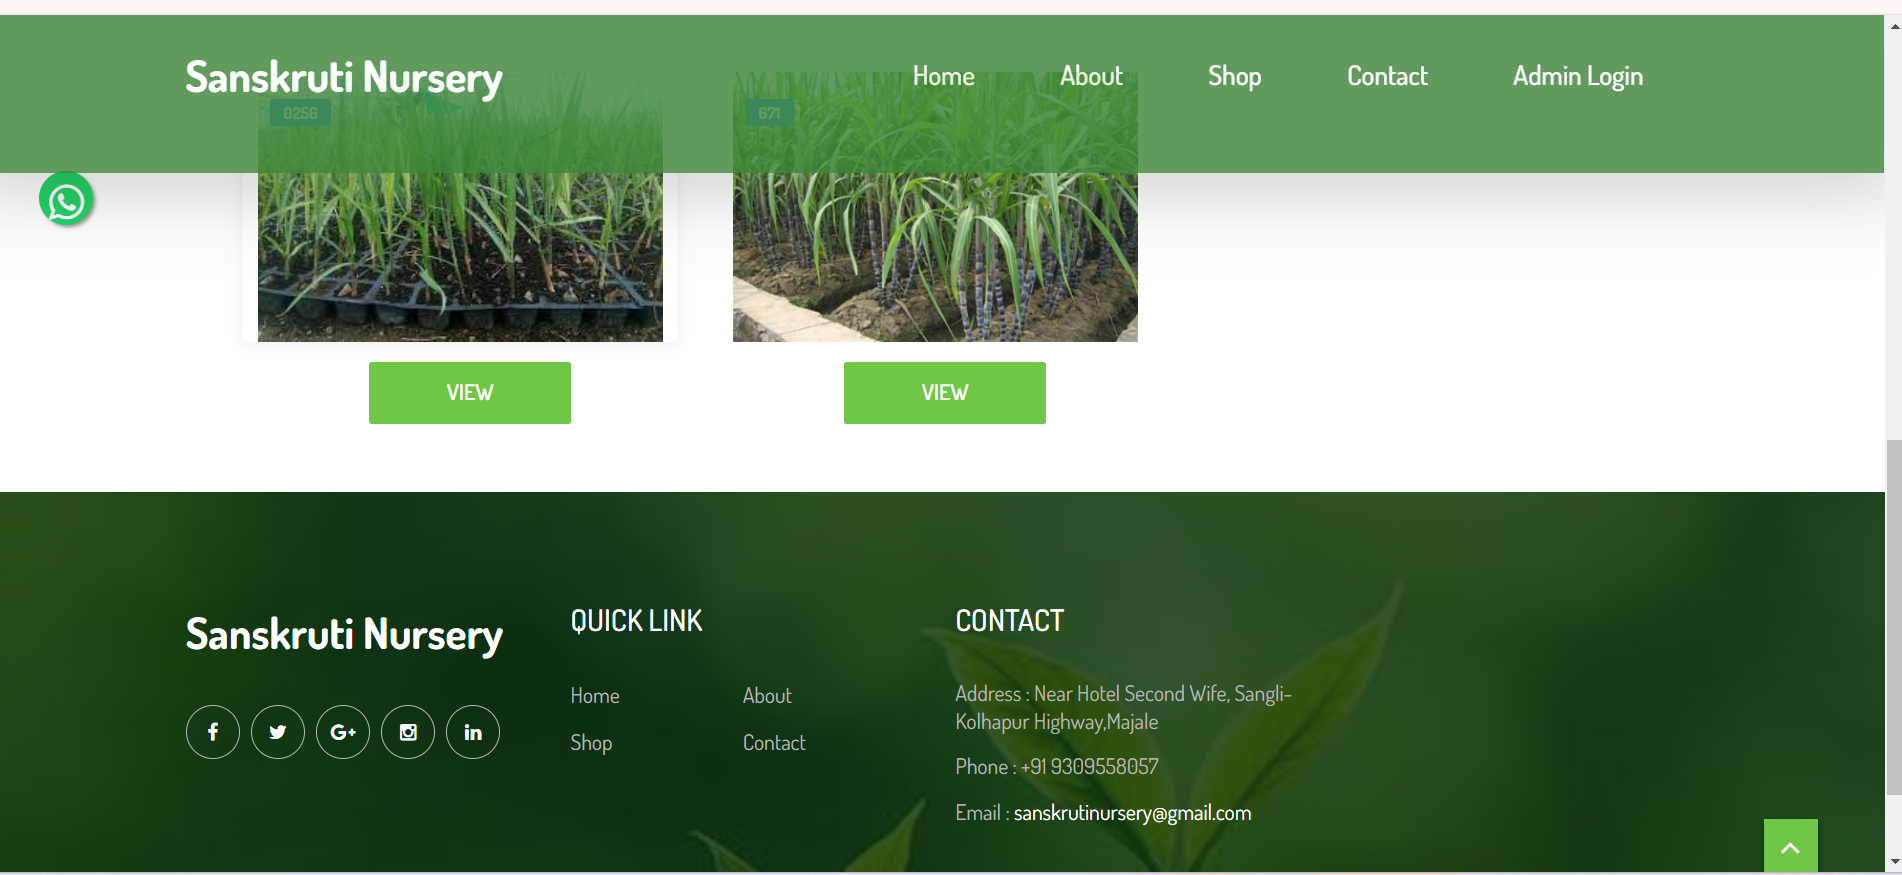 Sanskruti Nursery
Home
About
Shop
Contact
Admin Login
671
VIEW
VIEW
Sanskruti Nursery
QUICK LINK
Home
About
Shop
Contact
CONTACT
Address : Near Hotel Second Wife, Sangli-
Kolhapur Highway,Majale
Phone : +91 9309558057
Email : sanskrutinursery@gmail.com